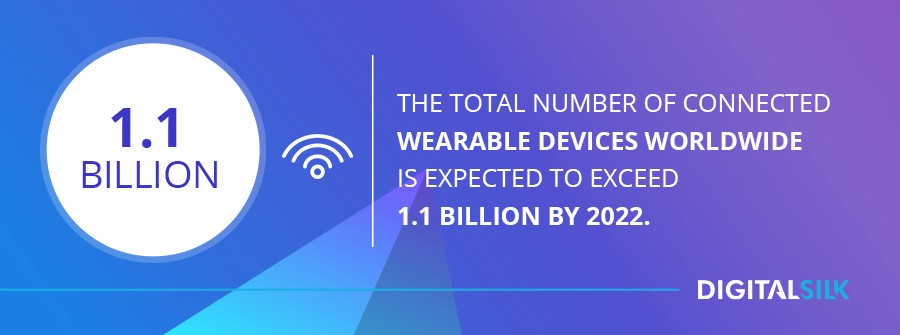 1.1
BILLION
THE TOTAL NUMBER OF CONNECTED
WEARABLE DEVICES WORLDWIDE
IS EXPECTED TO EXCEED
1.1 BILLION BY 2022.
DIGITALSILK